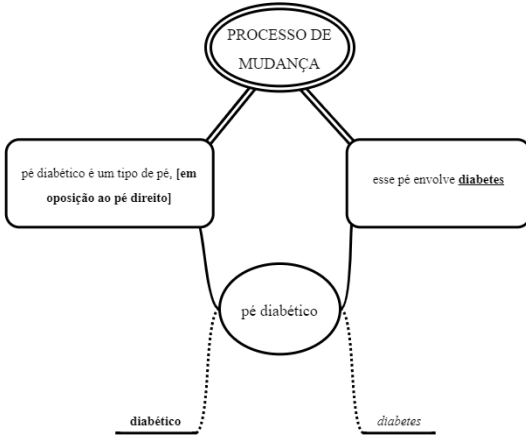 PROCESSO DE
MUDANÇA
pé diabético é um tipo de pé, [em
oposição ao pé direito]
esse pé envolve diabetes
pé diabético
diabético
diabetes